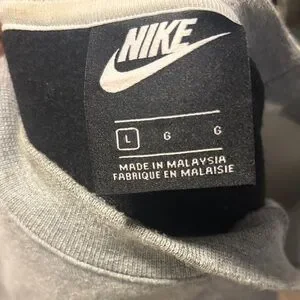 NIKE
L G G
MADE IN MALAYSIA
FABRIQUE EN MALAISIE